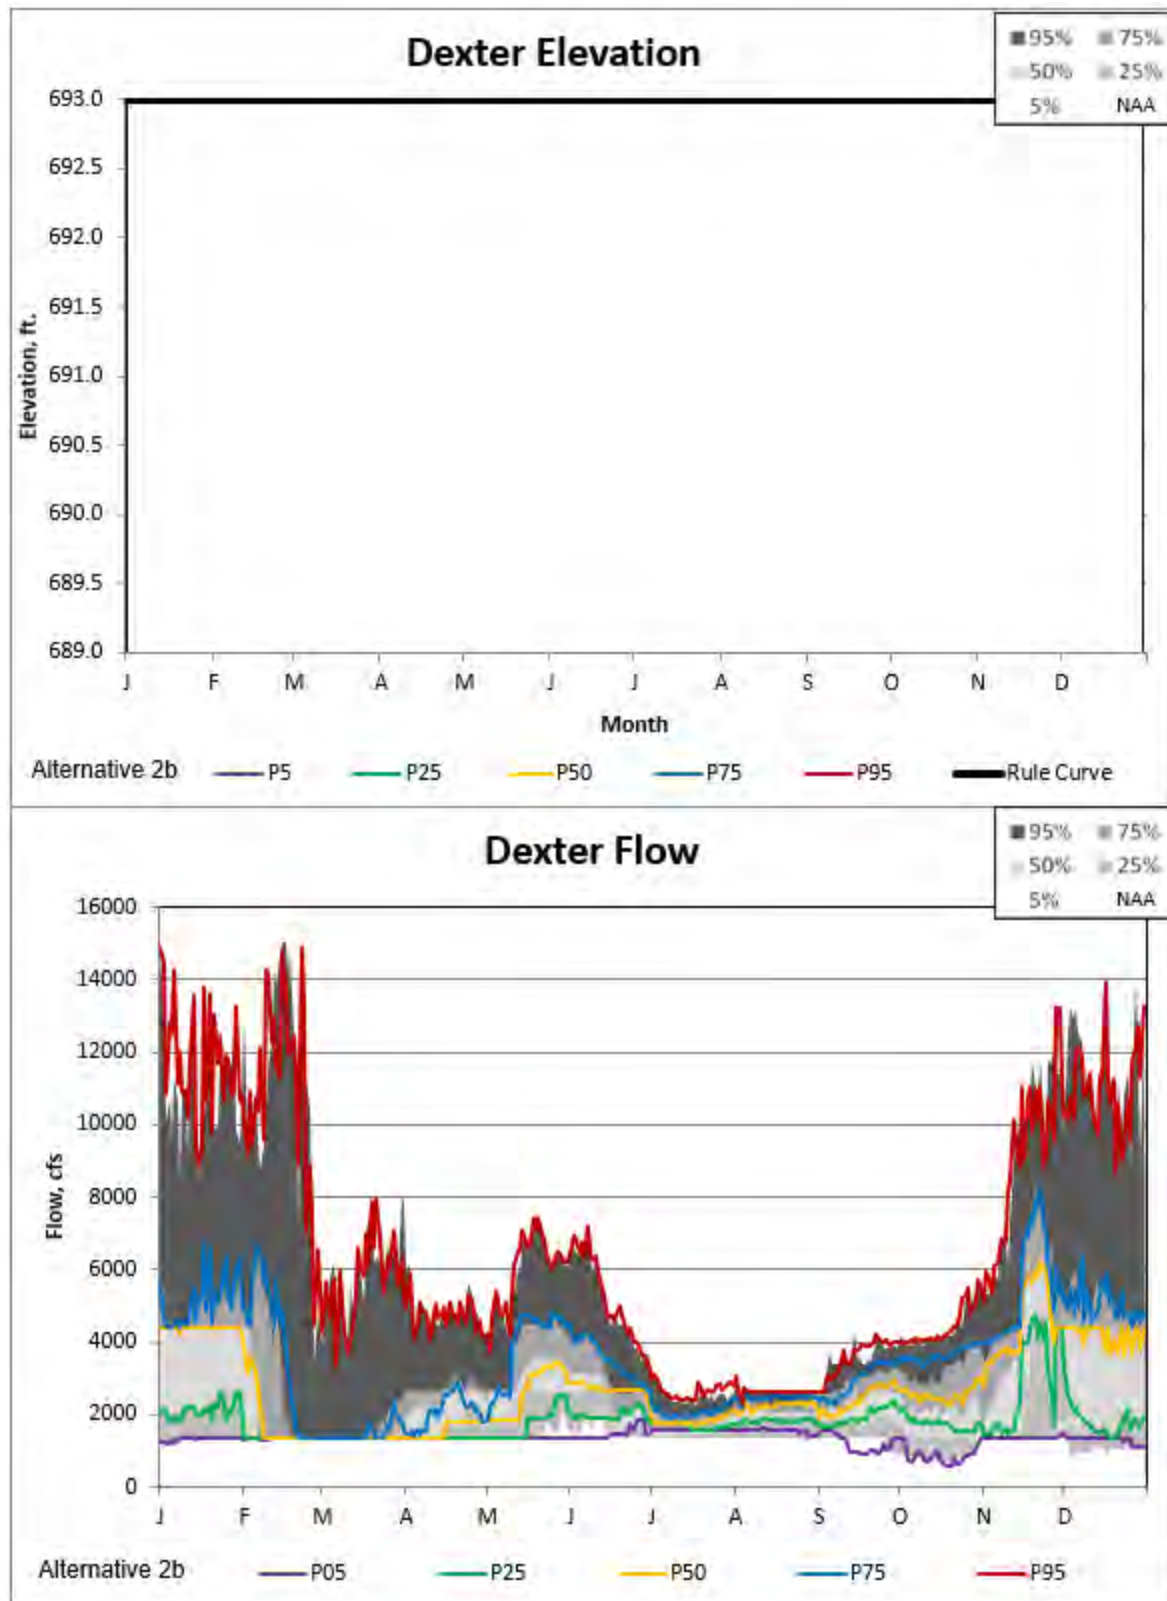 Dexter Elevation
95% 75%
50% 25%
5% NAA
693.0
692.5
692.0
691.5
691.0
690.5
690.0
689.5
689.0
Elevation, ft.
J F M A M J J A S O N D
Month
Alternative 2b P5 P25 P50 P75 P95 Rule Curve
Dexter Flow
95% 75%
50% 25%
5% NAA
16000
14000
12000
10000
8000
6000
4000
2000
0
Flow, cfs
J F M A M J J A S O N D
Alternative 2b P05 P25 P50 P75 P95